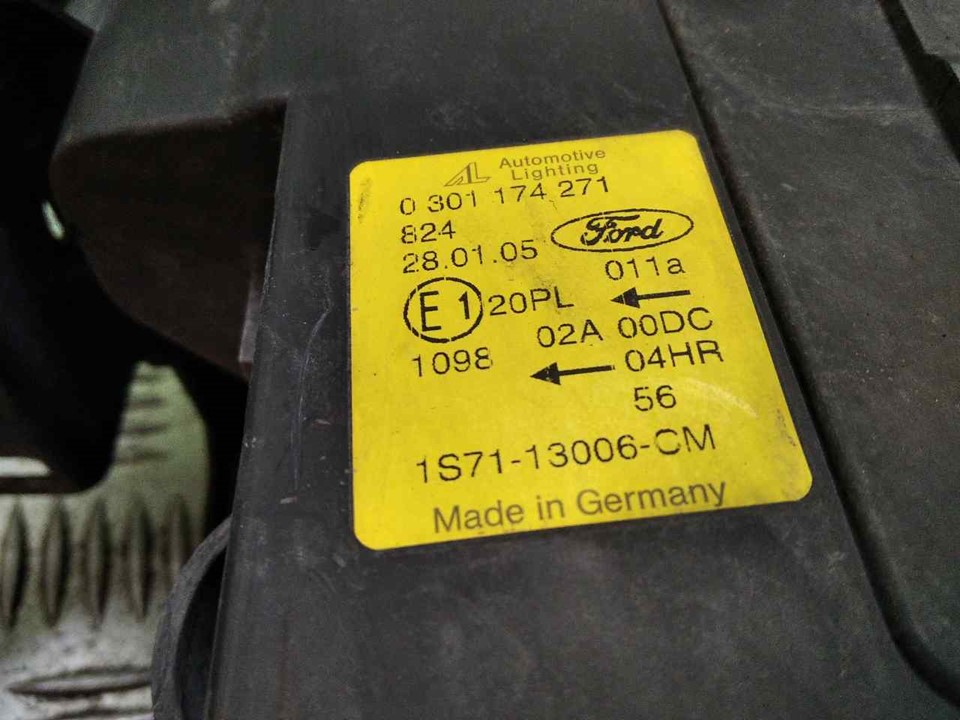 AL Automotive
Lighting
0 301 174 271
824
Ford
28.01.05
011a
E1 20PL ←
02A 00DC
1098 ← 04HR
56
1S71-13006-CM
Made in Germany